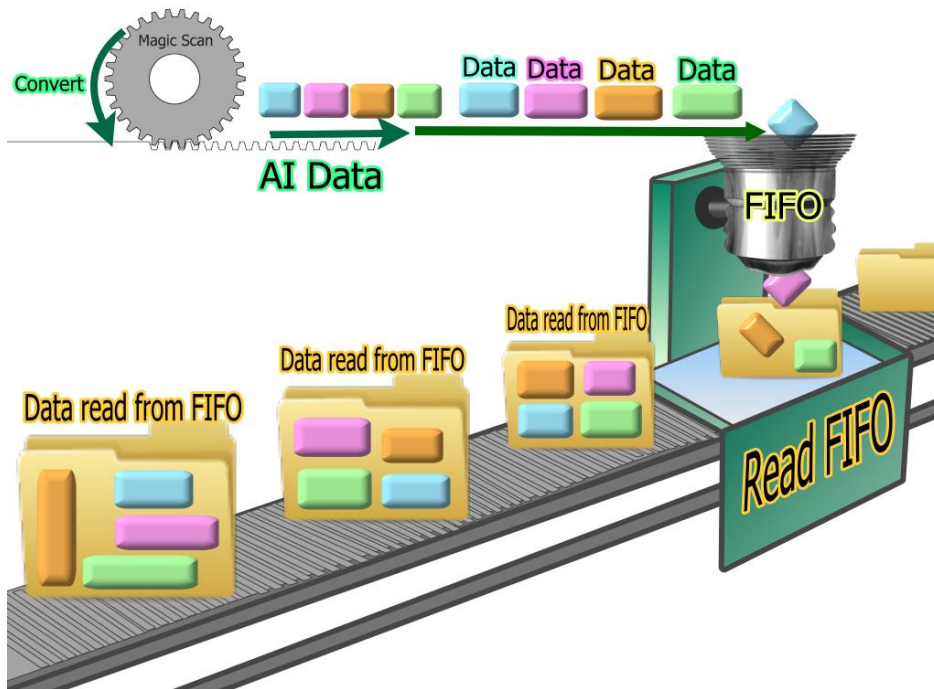 Magic Scan
Convert
Data Data Data Data
AI Data
FIFO
Data read from FIFO
Data read from FIFO
Data read from FIFO
Read FIFO